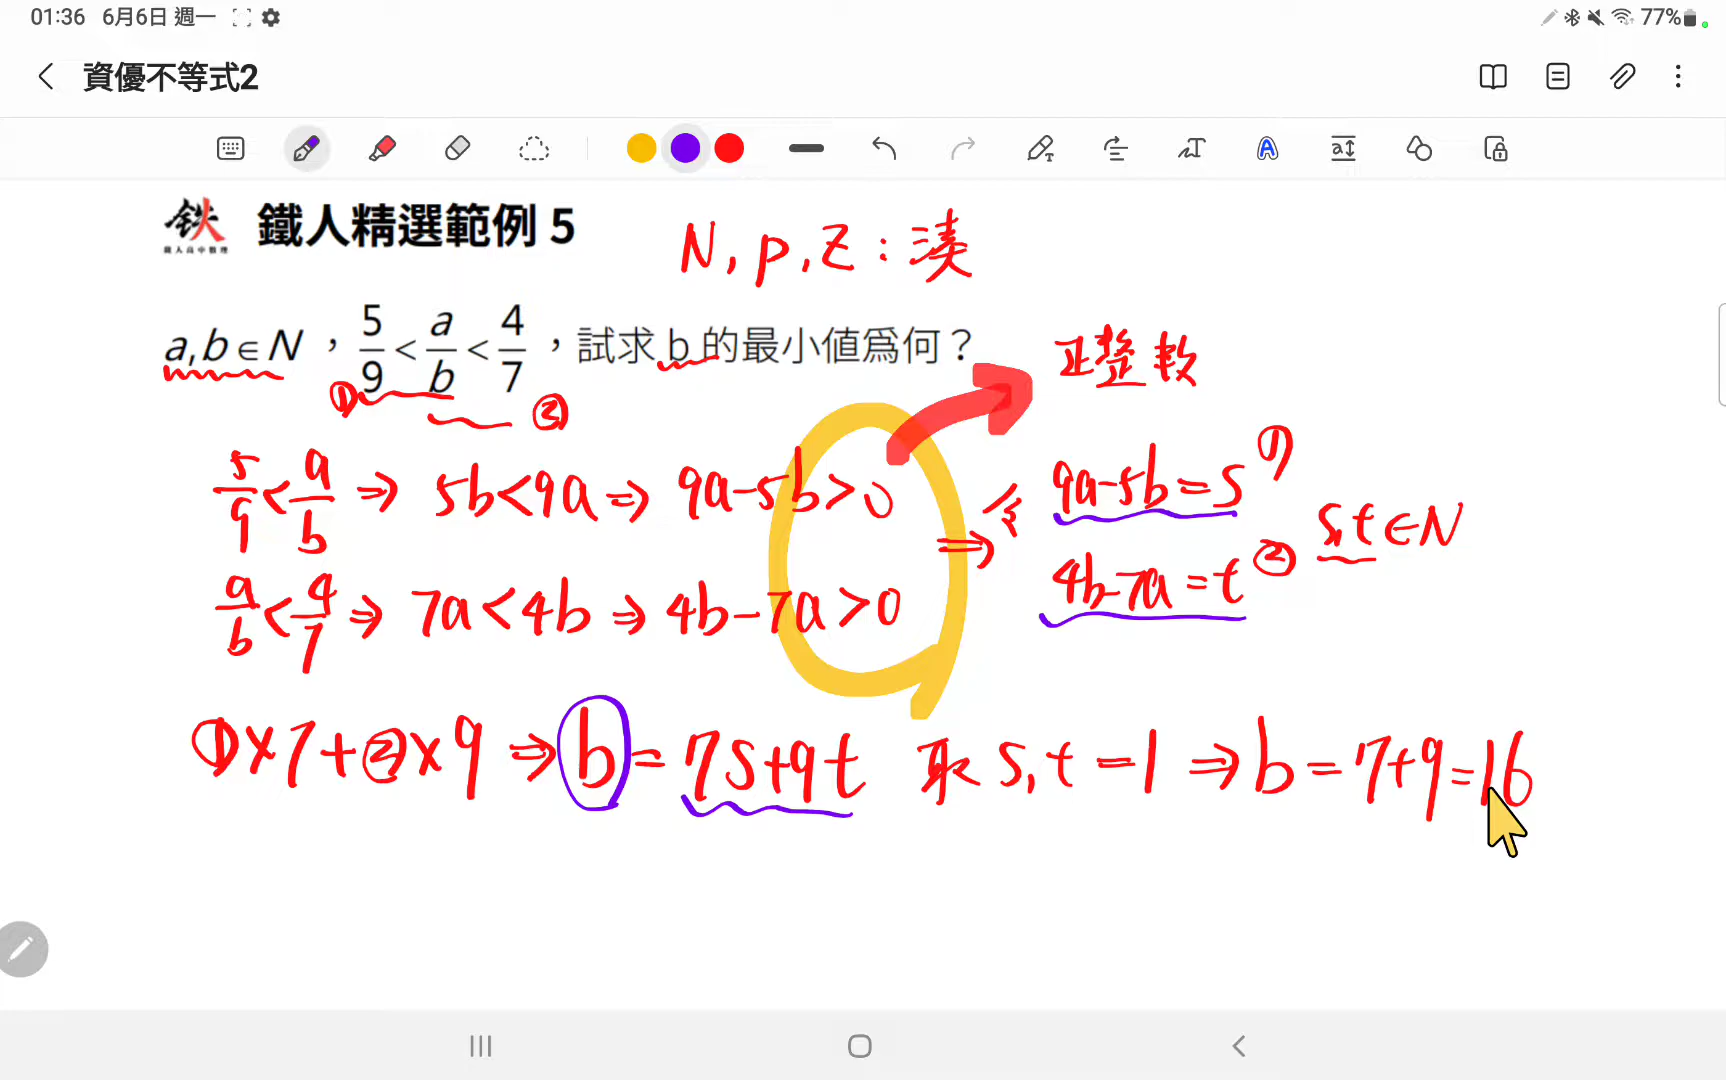 01:36 6月6日 週一 77%
資優不等式2
鐵人精選範例 5
N, p, Z : 湊
a,b∈N , 5/9 < a/b < 4/7 , 試求 b 的最小值為何?
① ②
正整數
5/9 < a/b ⇒ 5b<9a ⇒ 9a-5b>0
a/b < 4/7 ⇒ 7a<4b ⇒ 4b-7a>0
⇒ 令 9a-5b=s ①
4b-7a=t ②
s,t∈N
①×7+②×9 ⇒ b = 7s+9t 取 s,t=1 ⇒ b=7+9=16